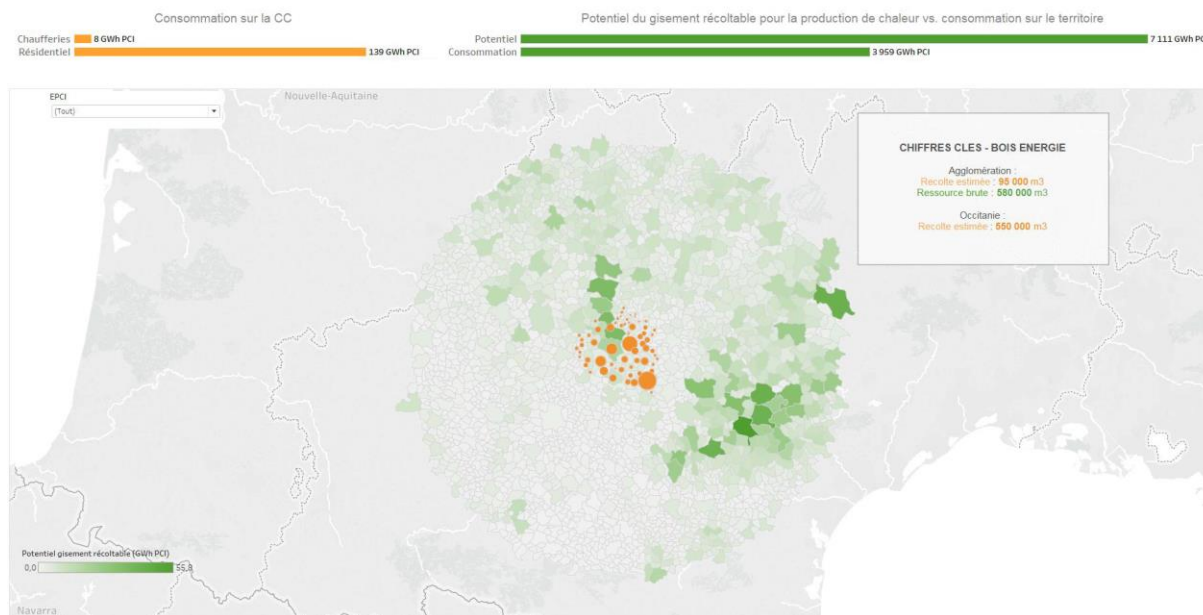 Consommation sur la CC
Chaufferies 8 GWh PCI
Résidentiel 139 GWh PCI
Potentiel du gisement récoltable pour la production de chaleur vs. consommation sur le territoire
Potentiel 7 111 GWh PC
Consommation 3 959 GWh PCI
EPCI
(Tout)
Nouvelle-Aquitaine
CHIFFRES CLES - BOIS ENERGIE
Agglomération :
Recolte estimée : 95 000 m3
Ressource brute : 580 000 m3
Occitanie :
Recolte estimée : 550 000 m3
Potentiel gisement récoltable (GWh PCI)
0,0 55,8
Navarra